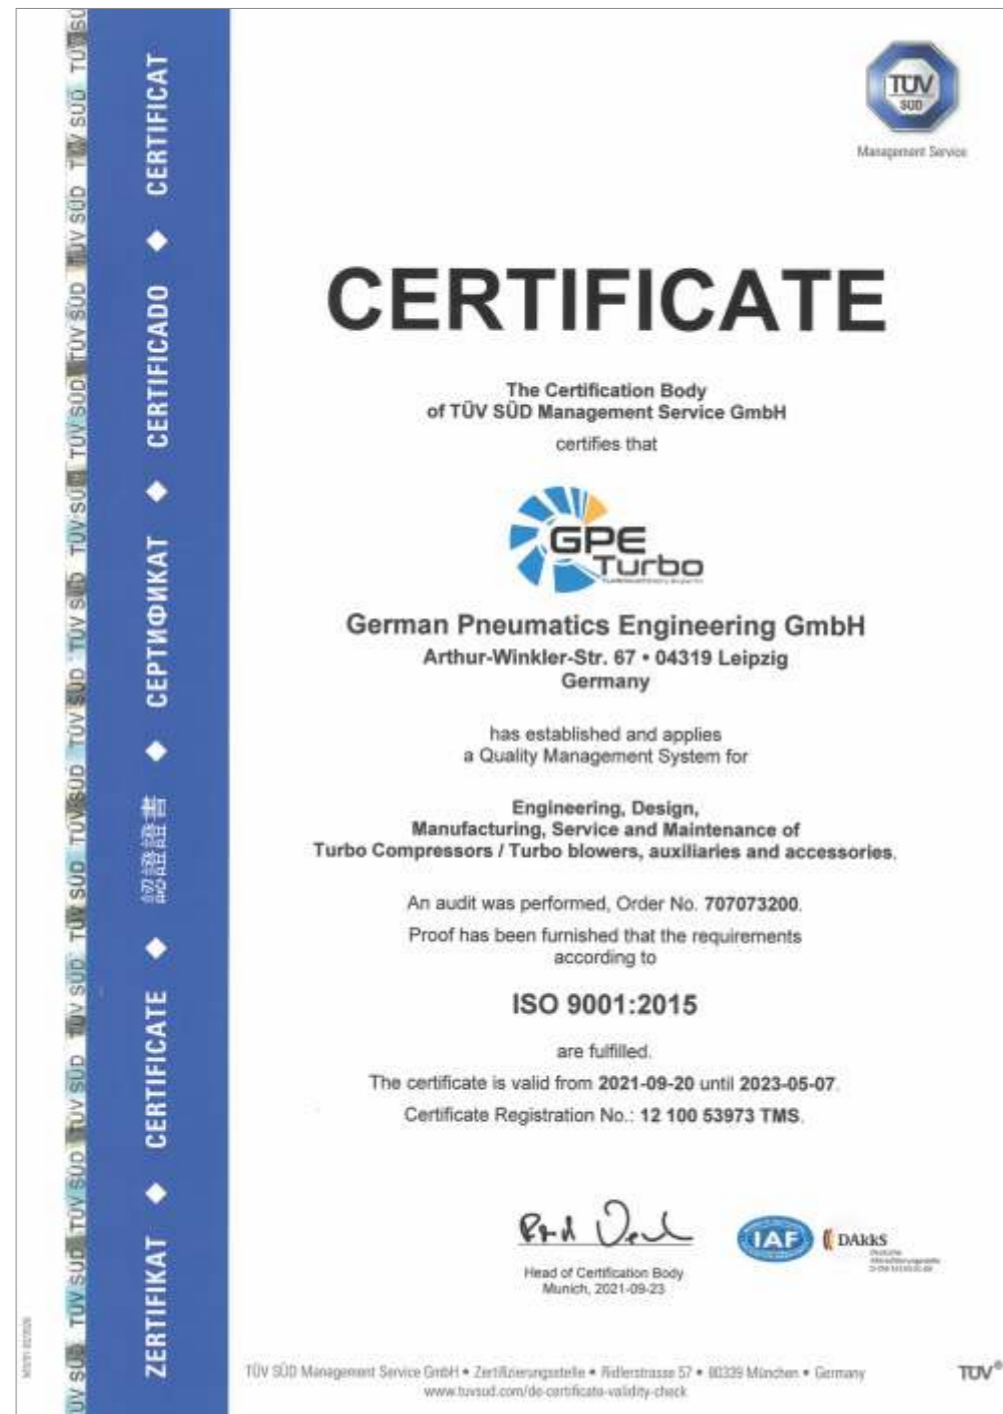 TÜV
SÜD
Management Service
CERTIFICATE
The Certification Body
of TÜV SÜD Management Service GmbH
certifies that
GPE
Turbo
German Pneumatics Engineering GmbH
Arthur-Winkler-Str. 67 • 04319 Leipzig
Germany
has established and applies
a Quality Management System for
Engineering, Design,
Manufacturing, Service and Maintenance of
Turbo Compressors / Turbo blowers, auxiliaries and accessories.
An audit was performed, Order No. 707073200.
Proof has been furnished that the requirements
according to
ISO 9001:2015
are fulfilled.
The certificate is valid from 2021-09-20 until 2023-05-07.
Certificate Registration No.: 12 100 53973 TMS.
Head of Certification Body
Munich, 2021-09-23
IAF
DAkkS
Deutsche
Akkreditierungsstelle
TÜV SÜD Management Service GmbH • Zertifizierungsstelle • Ridlerstrasse 57 • 80339 München • Germany
www.tuvsud.com/de-certificate-validity-check
TÜV®
ZERTIFIKAT ◆ CERTIFICATE ◆ 認證證書 ◆ СЕРТИФИКАТ ◆ CERTIFICADO ◆ CERTIFICAT
TÜV SÜD TÜV SÜD TÜV SÜD TÜV SÜD TÜV SÜD TÜV SÜD TÜV SÜD TÜV SÜD TÜV SÜD TÜV SÜD TÜV SÜD TÜV SÜD TÜV SÜD TÜV SÜD